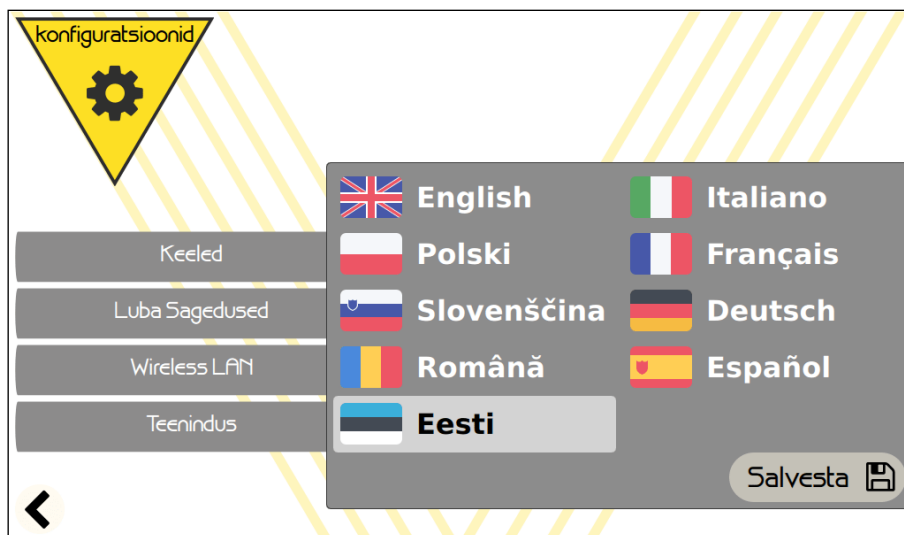 konfiguratsioonid
Keeled
Luba Sagedused
Wireless LAN
Teenindus
English
Italiano
Polski
Français
Slovenščina
Deutsch
Română
Español
Eesti
Salvesta